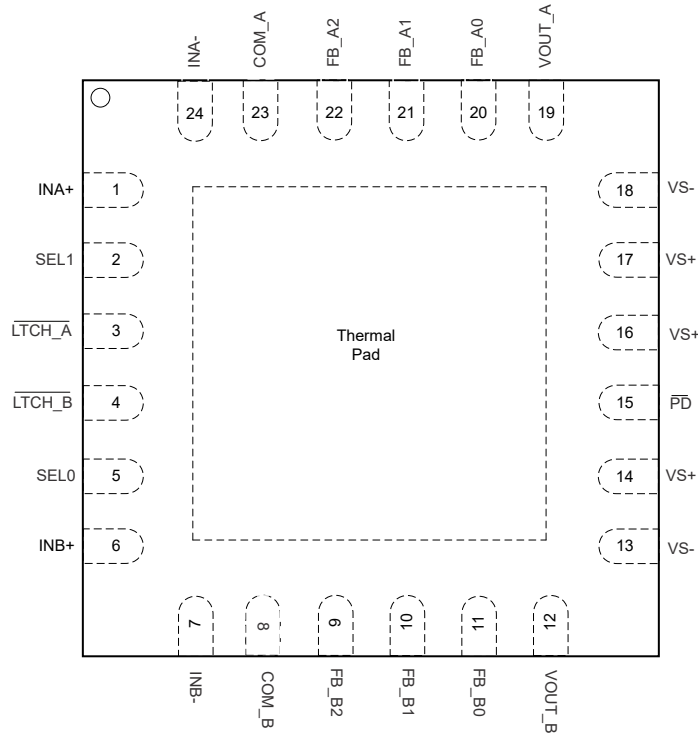 INA-
COM_A
FB_A2
FB_A1
FB_A0
VOUT_A
24
23
22
21
20
19
INA+ 1
18 VS-
SEL1 2
17 VS+
LTCH_A 3
16 VS+
Thermal
Pad
LTCH_B 4
15 PD
SEL0 5
14 VS+
INB+ 6
13 VS-
7
8
9
10
11
12
INB-
COM_B
FB_B2
FB_B1
FB_B0
VOUT_B